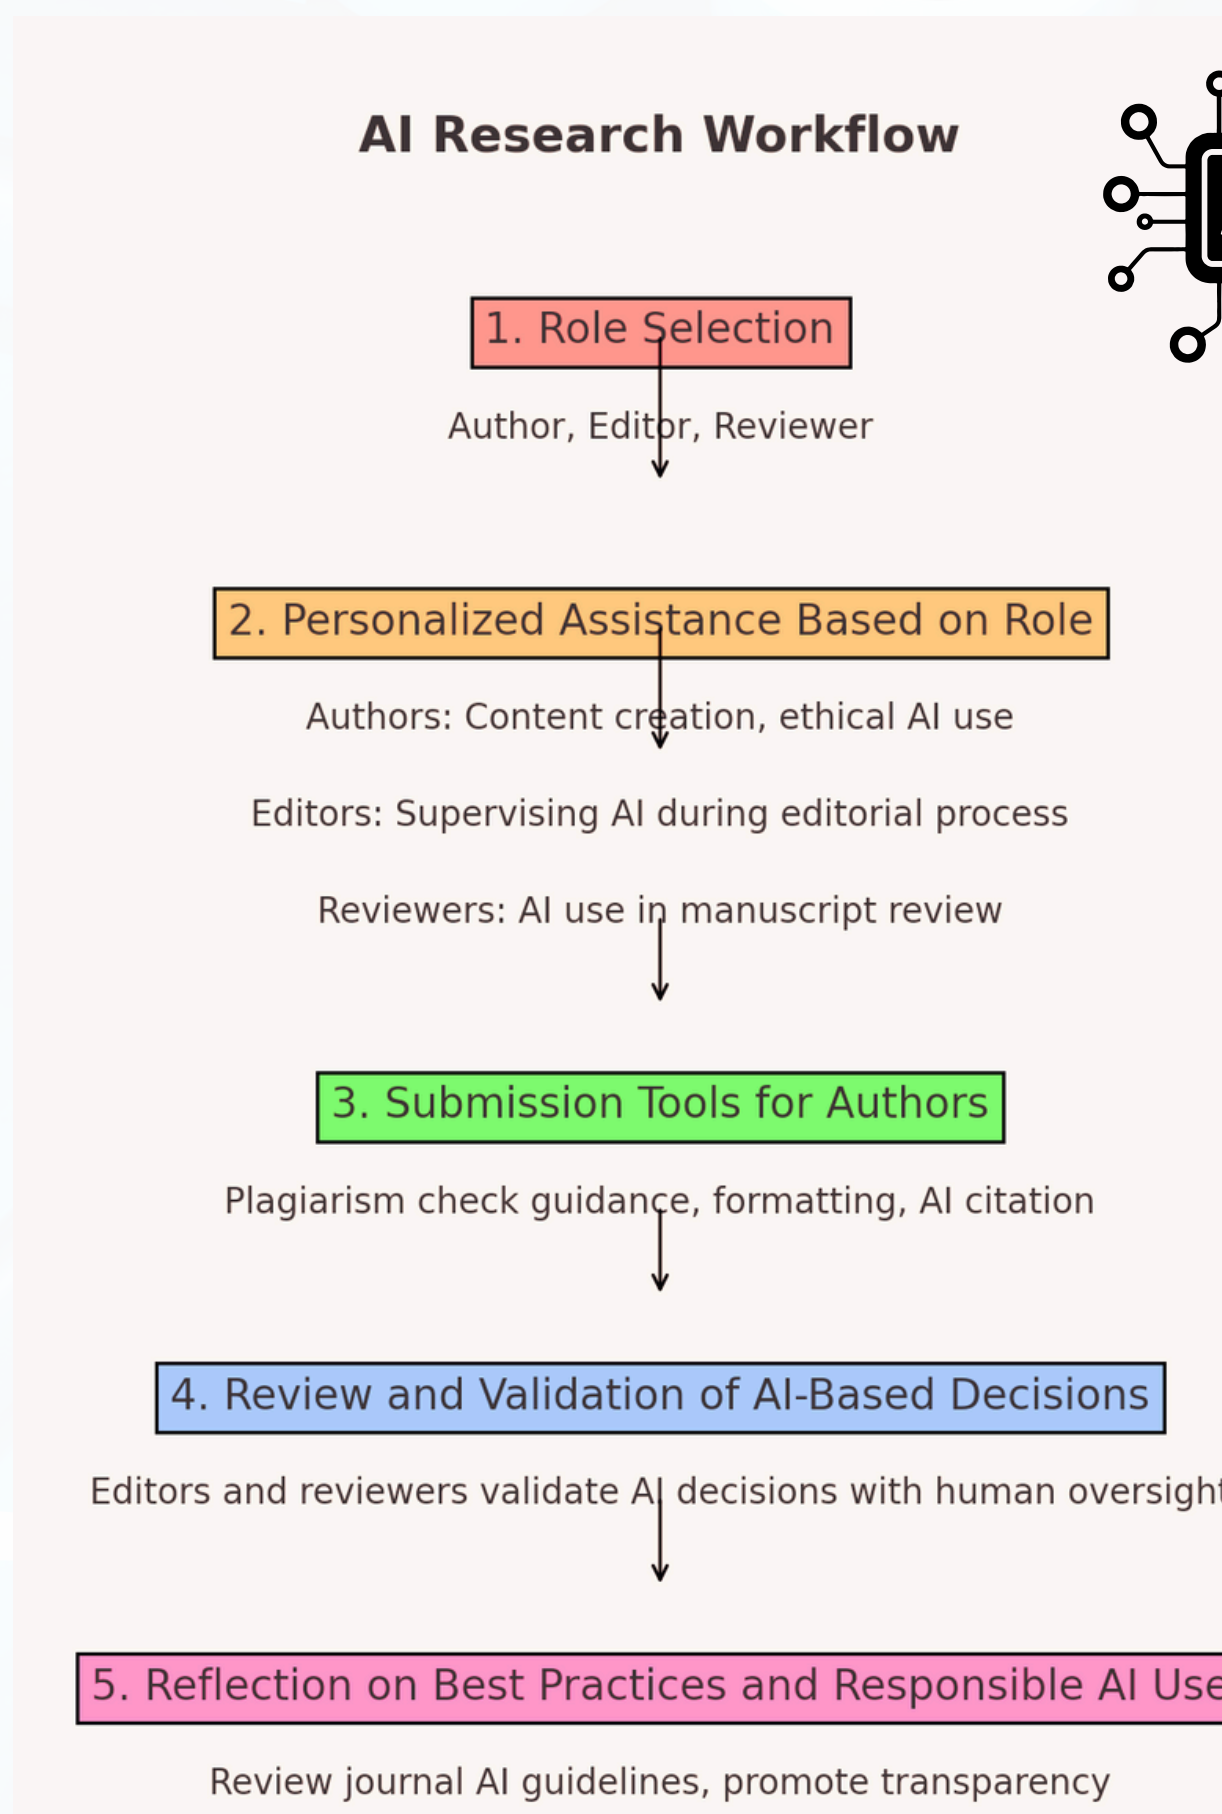 AI Research Workflow
1. Role Selection
Author, Editor, Reviewer
2. Personalized Assistance Based on Role
Authors: Content creation, ethical AI use
Editors: Supervising AI during editorial process
Reviewers: AI use in manuscript review
3. Submission Tools for Authors
Plagiarism check guidance, formatting, AI citation
4. Review and Validation of AI-Based Decisions
Editors and reviewers validate AI decisions with human oversight
5. Reflection on Best Practices and Responsible AI Use
Review journal AI guidelines, promote transparency